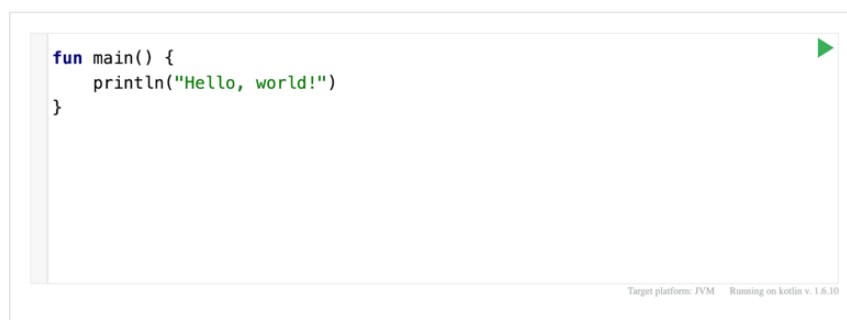 fun main() {
    println("Hello, world!")
}
Target platform: JVM Running on kotlin v. 1.6.10